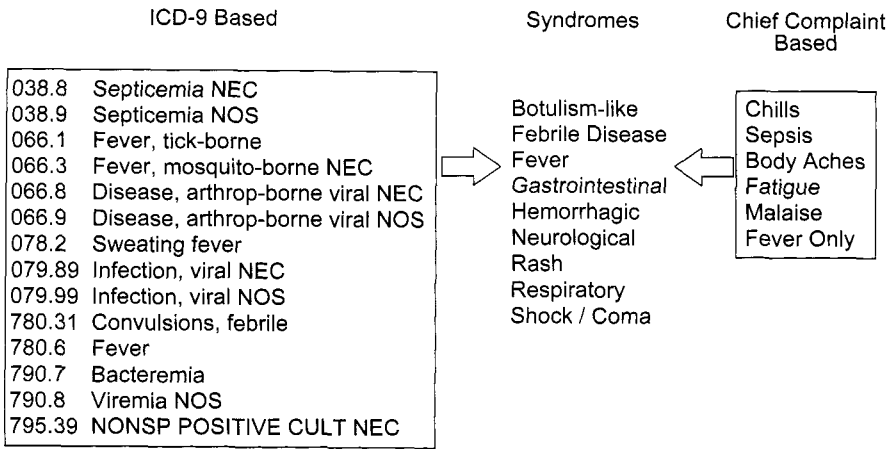 ICD-9 Based
038.8 Septicemia NEC
038.9 Septicemia NOS
066.1 Fever, tick-borne
066.3 Fever, mosquito-borne NEC
066.8 Disease, arthrop-borne viral NEC
066.9 Disease, arthrop-borne viral NOS
078.2 Sweating fever
079.89 Infection, viral NEC
079.99 Infection, viral NOS
780.31 Convulsions, febrile
780.6 Fever
790.7 Bacteremia
790.8 Viremia NOS
795.39 NONSP POSITIVE CULT NEC
Syndromes
Botulism-like
Febrile Disease
Fever
Gastrointestinal
Hemorrhagic
Neurological
Rash
Respiratory
Shock / Coma
Chief Complaint
Based
Chills
Sepsis
Body Aches
Fatigue
Malaise
Fever Only